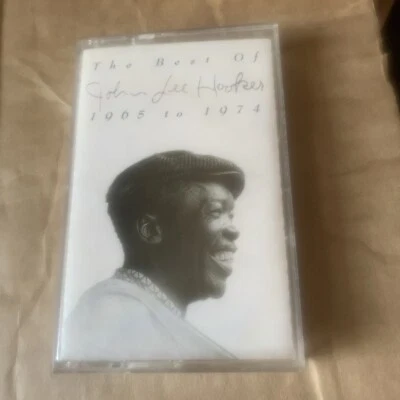 The Best Of
John Lee Hooker
1965 to 1974